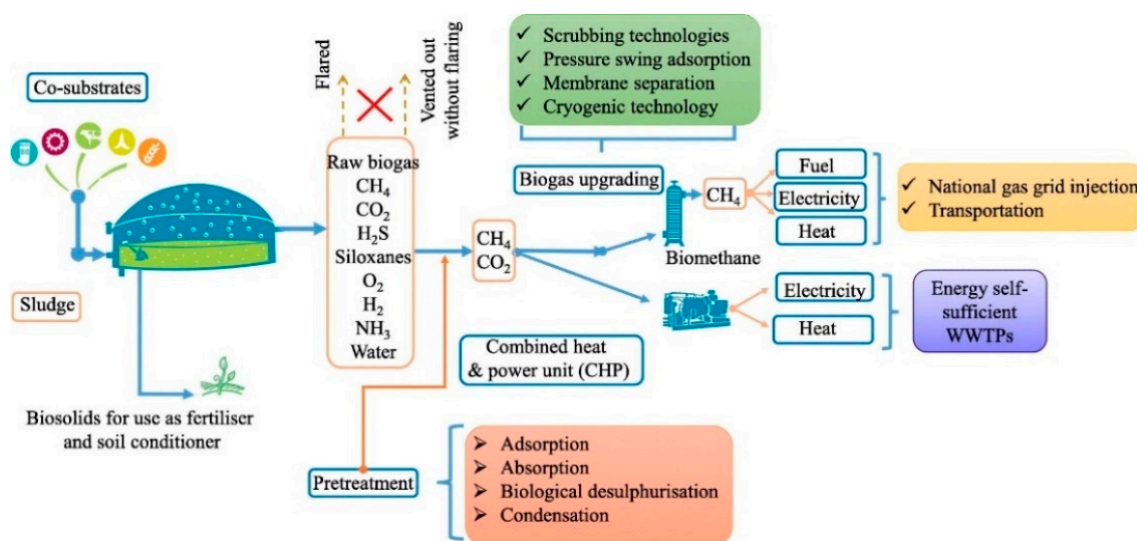 Co-substrates
Sludge
Biosolids for use as fertiliser
and soil conditioner
Flared
Vented out
without flaring
Raw biogas
CH₄
CO₂
H₂S
Siloxanes
O₂
H₂
NH₃
Water
Pretreatment
Adsorption
Absorption
Biological desulphurisation
Condensation
CH₄
CO₂
Combined heat
& power unit (CHP)
Scrubbing technologies
Pressure swing adsorption
Membrane separation
Cryogenic technology
Biogas upgrading
Biomethane
CH₄
Fuel
Electricity
Heat
National gas grid injection
Transportation
Electricity
Heat
Energy self-
sufficient
WWTPs